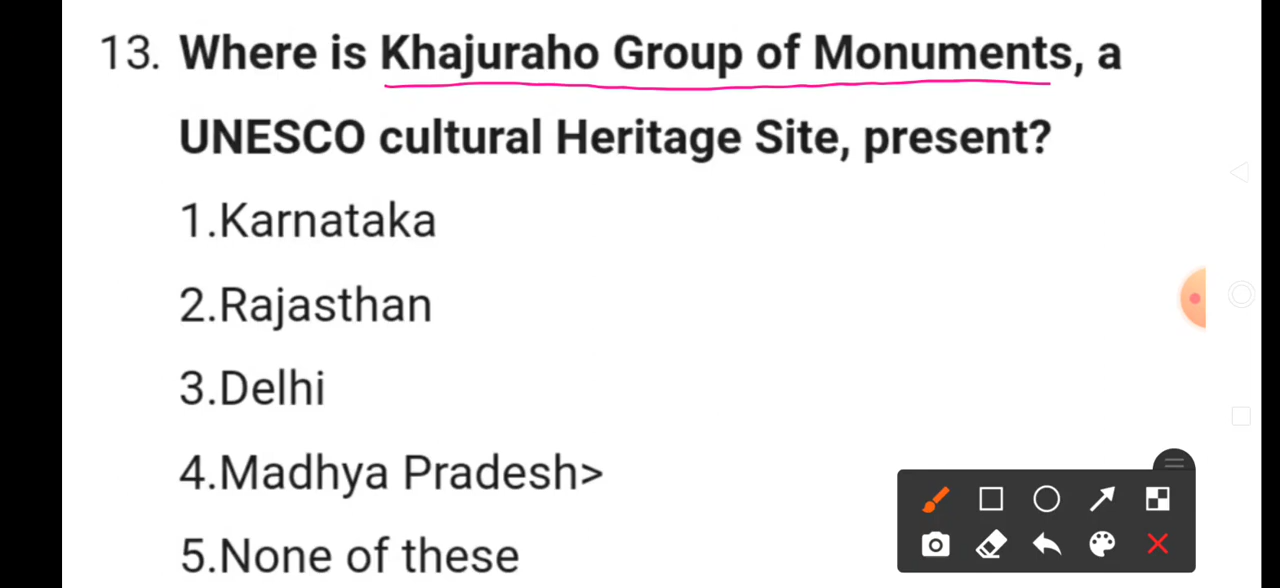 13. Where is Khajuraho Group of Monuments, a
UNESCO cultural Heritage Site, present?
1.Karnataka
2.Rajasthan
3.Delhi
4.Madhya Pradesh>
5.None of these